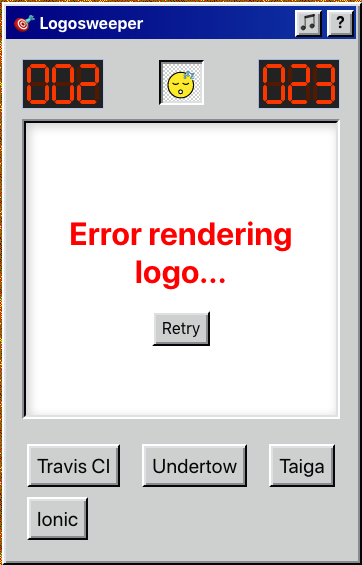 Logosweeper ?
002 023
Error rendering
logo...
Retry
Travis CI Undertow Taiga
Ionic